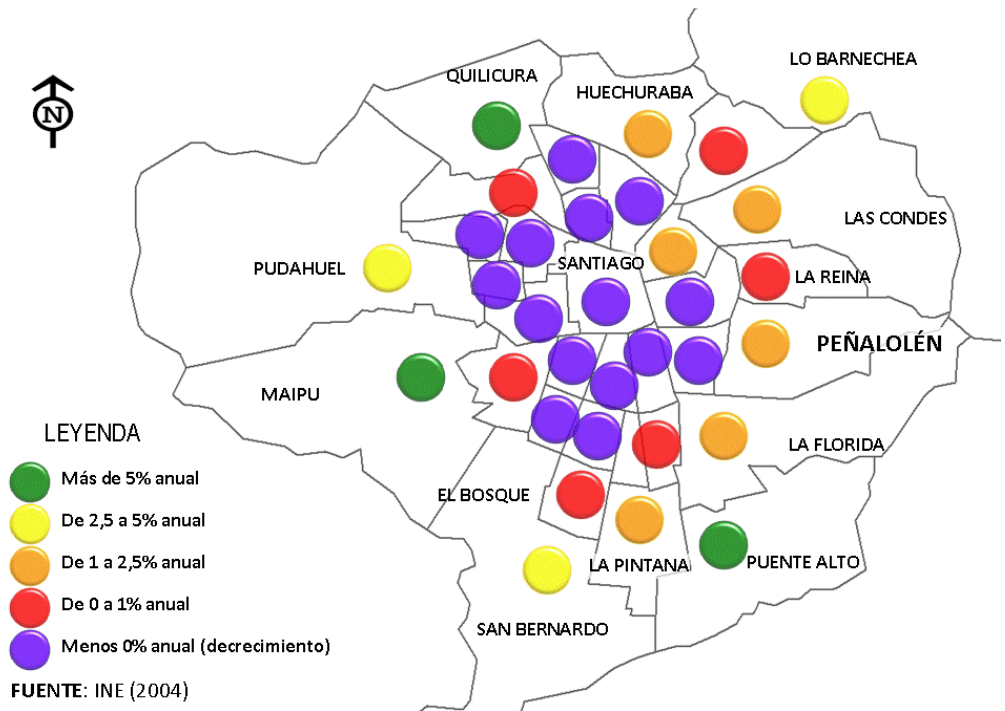 LO BARNECHEA
QUILICURA
HUECHURABA
N
LAS CONDES
SANTIAGO
PUDAHUEL
LA REINA
PEÑALOLÉN
MAIPU
LEYENDA
LA FLORIDA
Más de 5% anual
EL BOSQUE
De 2,5 a 5% anual
De 1 a 2,5% anual
LA PINTANA
PUENTE ALTO
De 0 a 1% anual
SAN BERNARDO
Menos 0% anual (decrecimiento)
FUENTE: INE (2004)